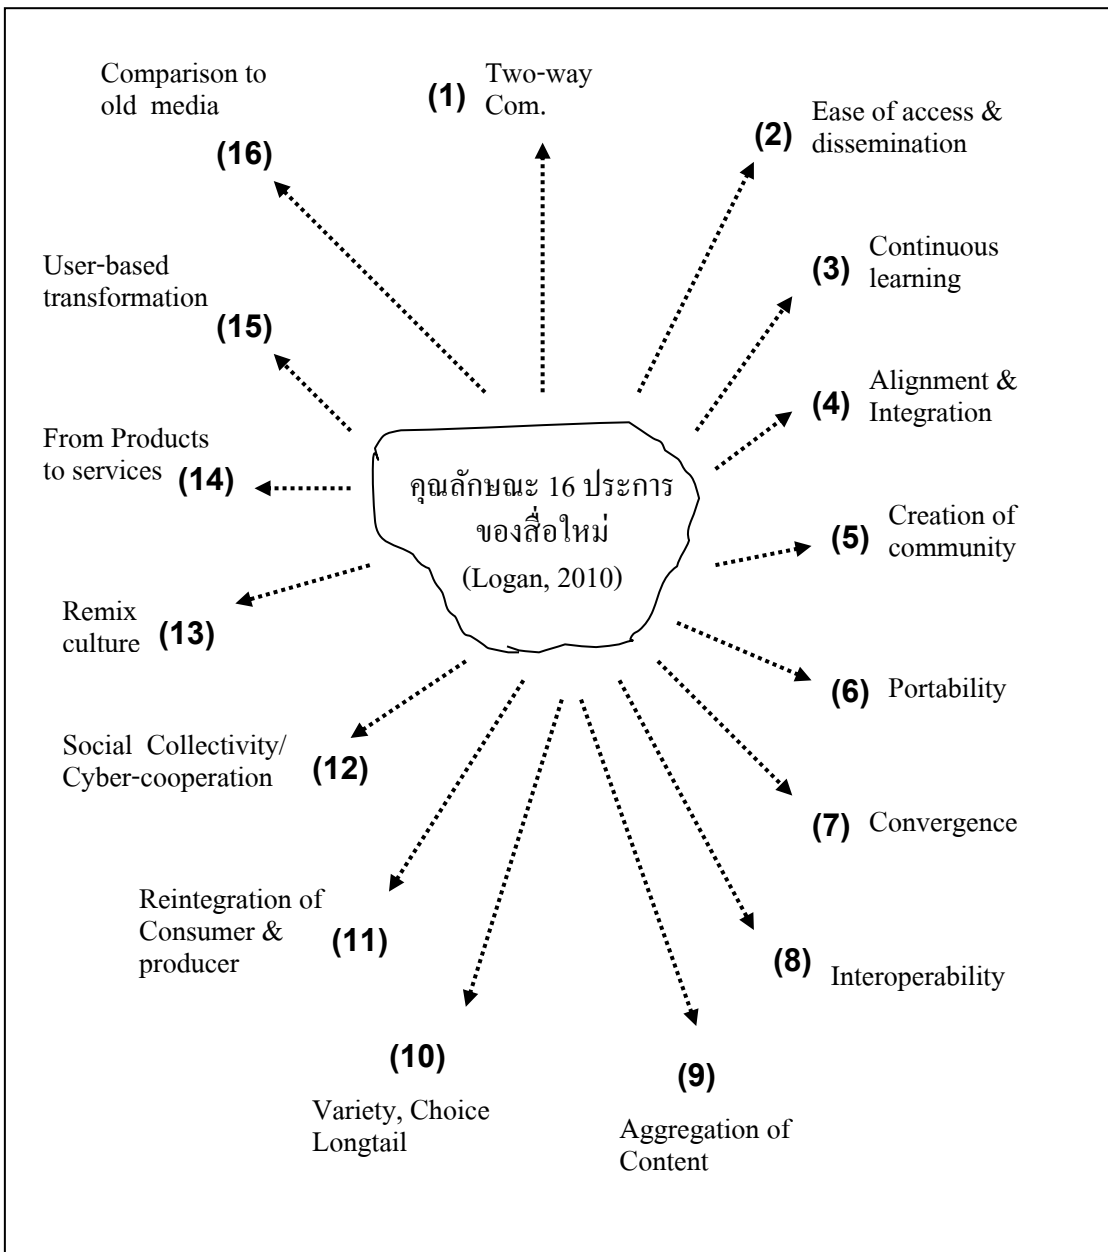 คุณลักษณะ 16 ประการ
ของสื่อใหม่
(Logan, 2010)
(1) Two-way
Com.
(2) Ease of access &
dissemination
(3) Continuous
learning
(4) Alignment &
Integration
(5) Creation of
community
(6) Portability
(7) Convergence
(8) Interoperability
(9)
Aggregation of
Content
(10)
Variety, Choice
Longtail
Reintegration of
Consumer &
producer
(11)
Social Collectivity/
Cyber-cooperation (12)
Remix
culture (13)
From Products
to services (14)
User-based
transformation
(15)
Comparison to
old media
(16)